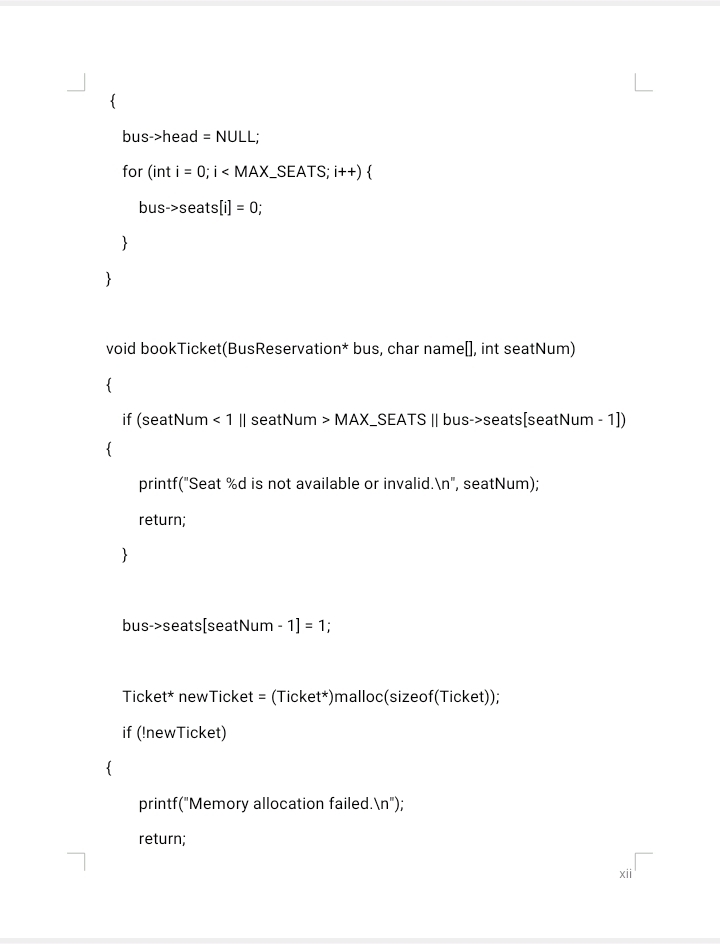 {
bus->head = NULL;
for (int i = 0; i < MAX_SEATS; i++) {
bus->seats[i] = 0;
}
}
void bookTicket(BusReservation* bus, char name[], int seatNum)
{
if (seatNum < 1 || seatNum > MAX_SEATS || bus->seats[seatNum - 1])
{
printf("Seat %d is not available or invalid.\n", seatNum);
return;
}
bus->seats[seatNum - 1] = 1;
Ticket* newTicket = (Ticket*)malloc(sizeof(Ticket));
if (!newTicket)
{
printf("Memory allocation failed.\n");
return;
xii